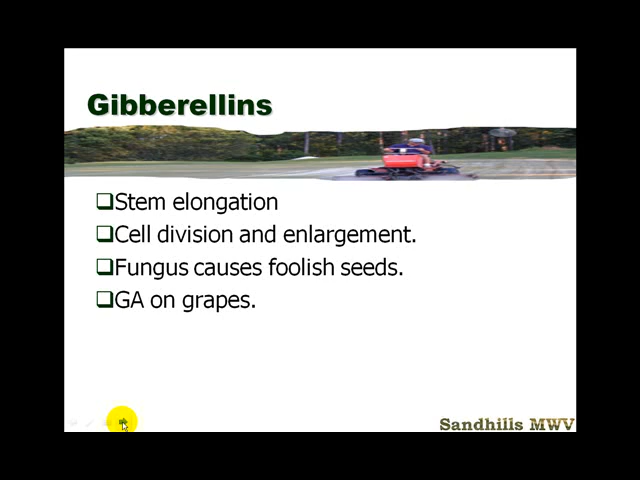 Gibberellins
Stem elongation
Cell division and enlargement.
Fungus causes foolish seeds.
GA on grapes.
Sandhills MWV